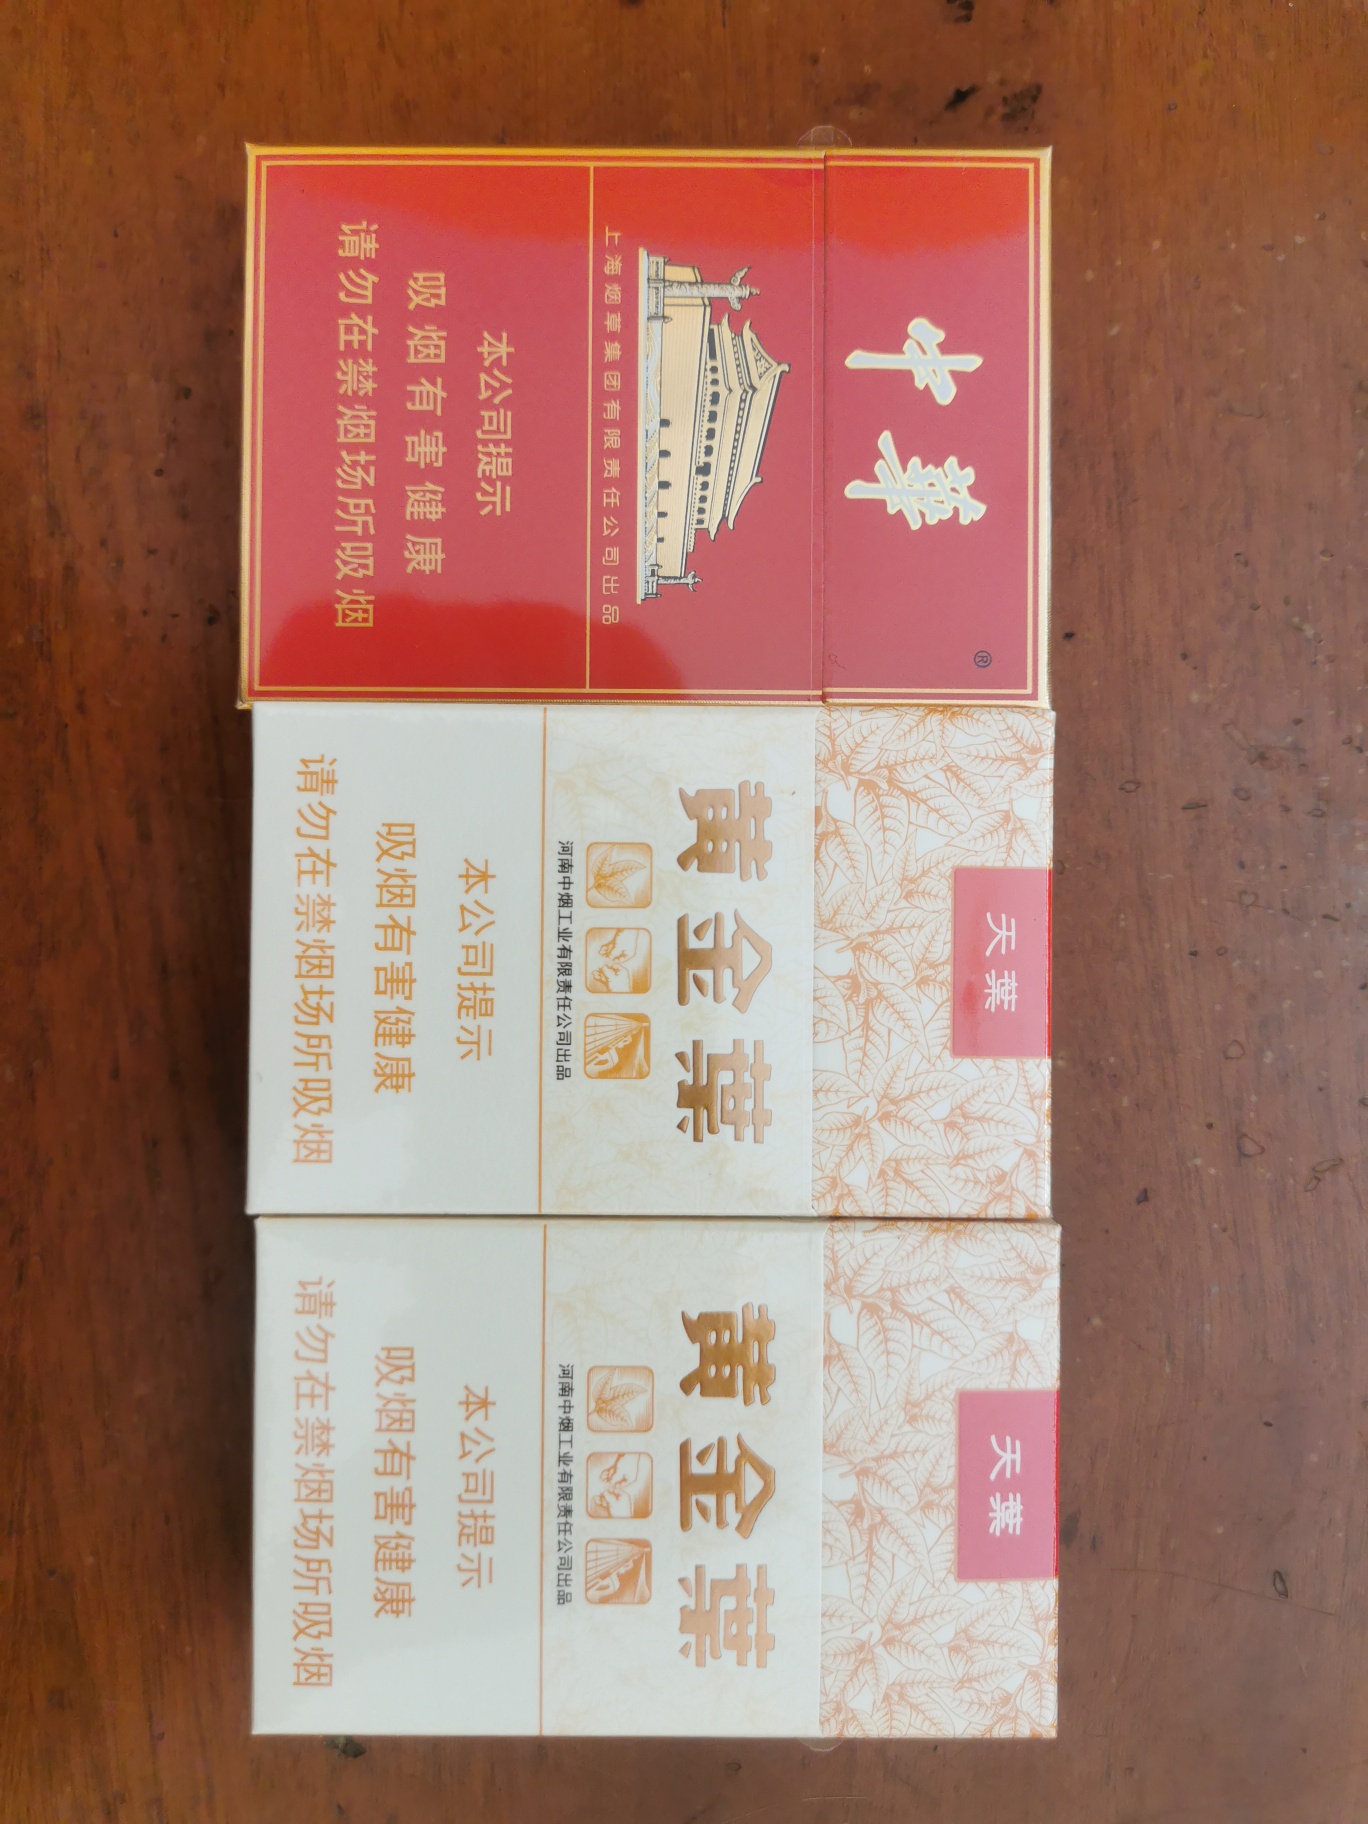 中華
®
上海烟草集团有限责任公司出品
本公司提示
吸烟有害健康
请勿在禁烟场所吸烟
天葉
黄金葉
河南中烟工业有限责任公司出品
本公司提示
吸烟有害健康
请勿在禁烟场所吸烟
天葉
黄金葉
河南中烟工业有限责任公司出品
本公司提示
吸烟有害健康
请勿在禁烟场所吸烟